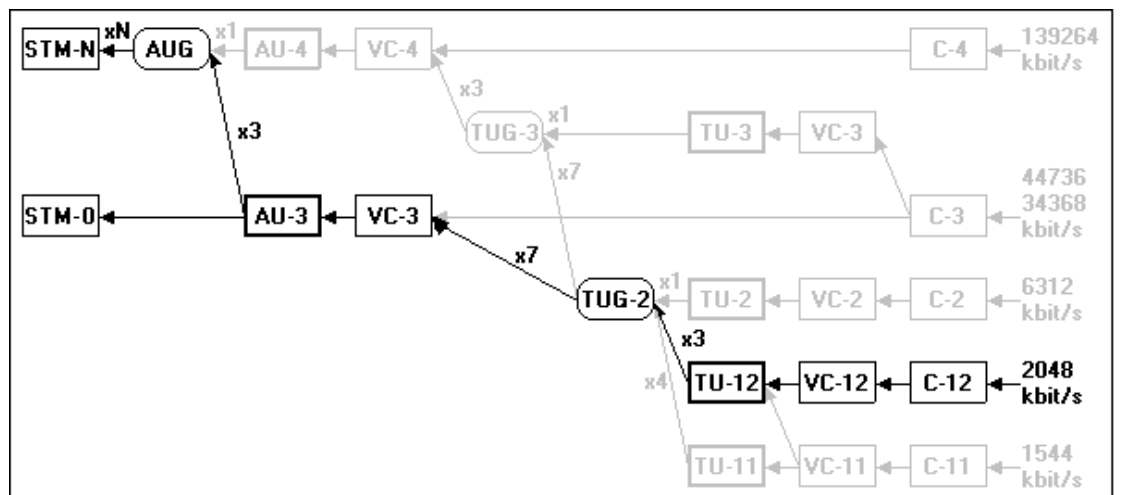 STM-N xN AUG x1 AU-4 VC-4 C-4 139264
kbit/s
x3
TUG-3 x1 TU-3 VC-3
x3
x7
44736
STM-0 AU-3 VC-3 C-3 34368
kbit/s
x7
TUG-2 x1 TU-2 VC-2 C-2 6312
kbit/s
x3
x4 TU-12 VC-12 C-12 2048
kbit/s
TU-11 VC-11 C-11 1544
kbit/s